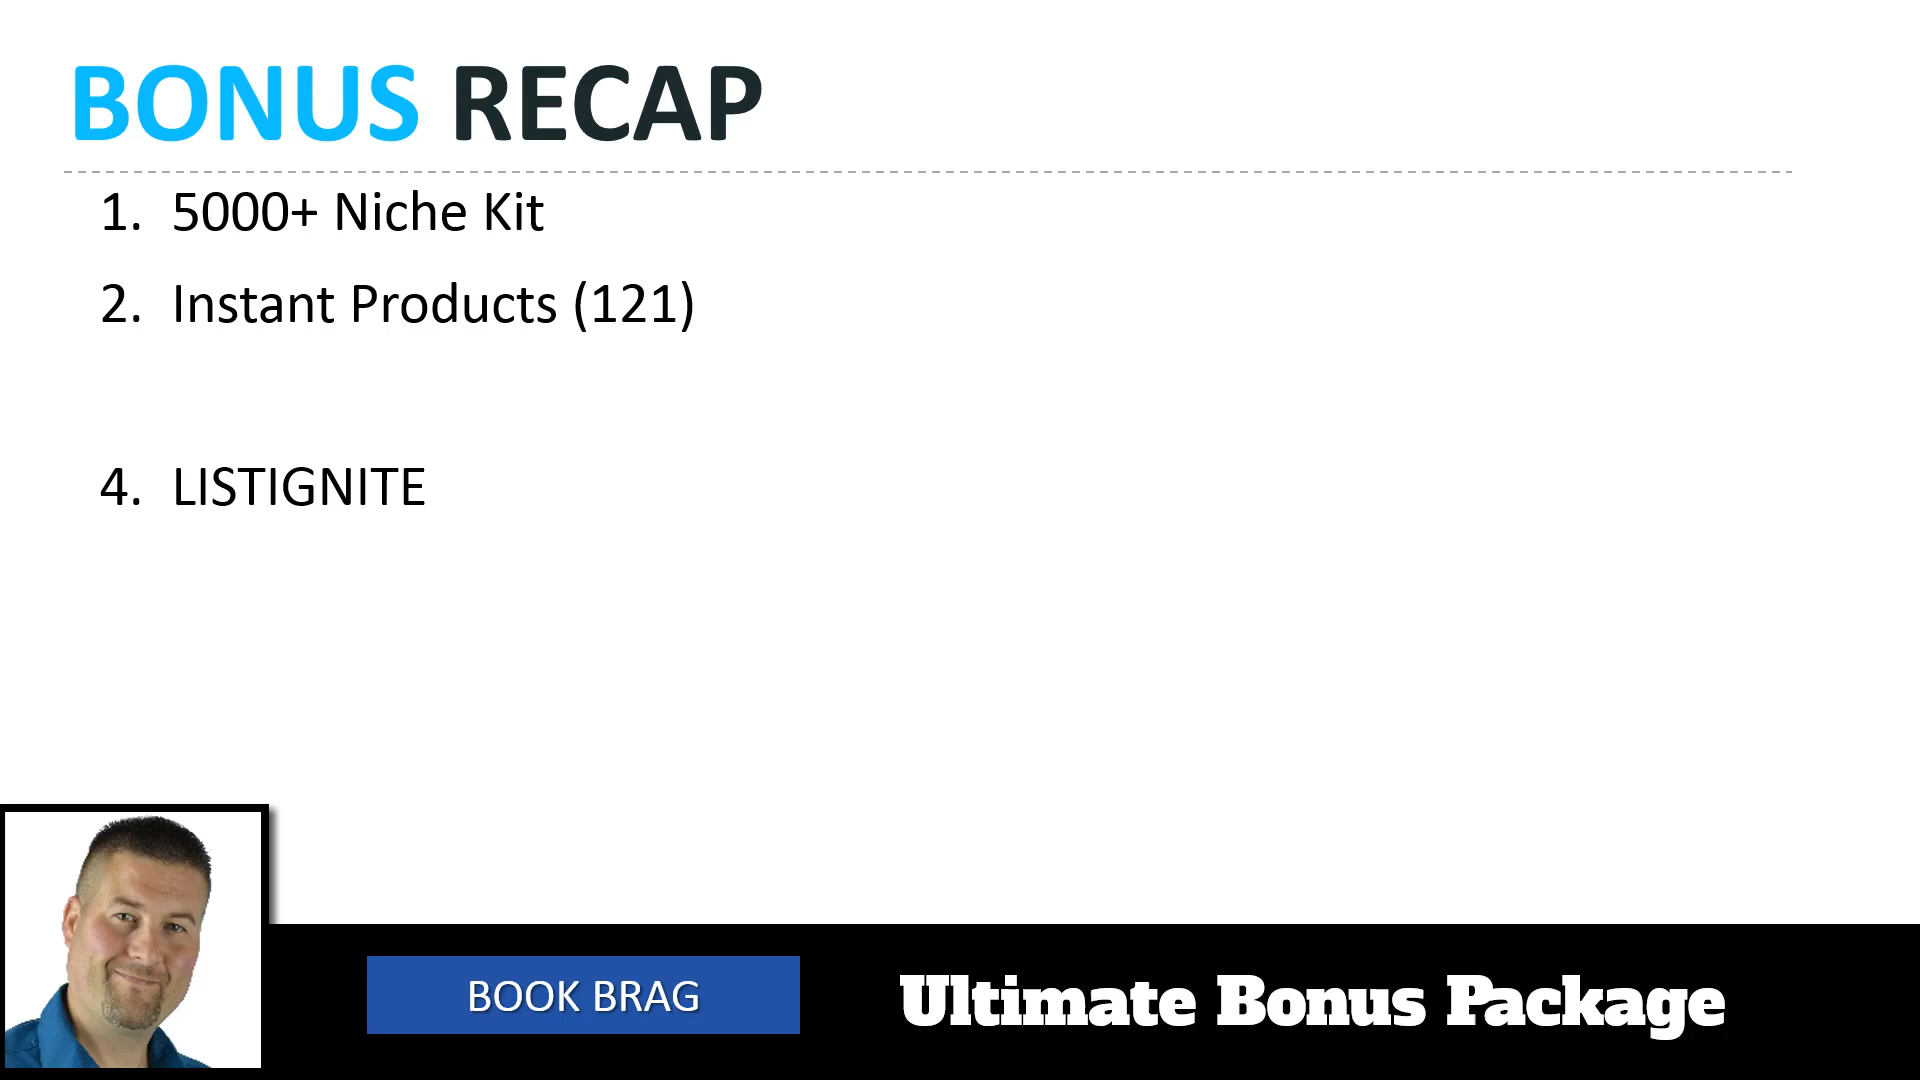 BONUS RECAP
1. 5000+ Niche Kit
2. Instant Products (121)
4. LISTIGNITE
BOOK BRAG
Ultimate Bonus Package